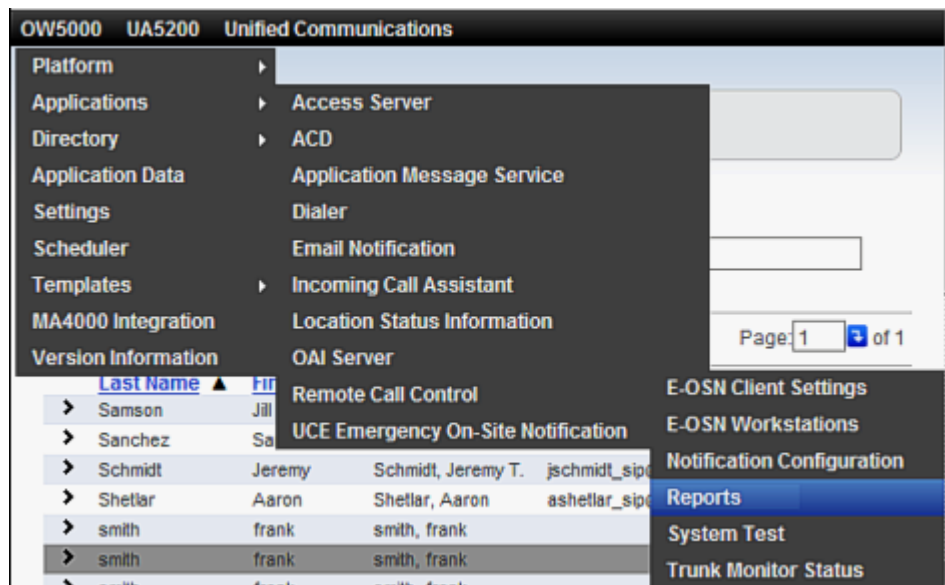 OW5000 UA5200 Unified Communications
Platform
Applications
Directory
Application Data
Settings
Scheduler
Templates
MA4000 Integration
Version Information
Access Server
ACD
Application Message Service
Dialer
Email Notification
Incoming Call Assistant
Location Status Information
OAI Server
Remote Call Control
UCE Emergency On-Site Notification
E-OSN Client Settings
E-OSN Workstations
Notification Configuration
Reports
System Test
Trunk Monitor Status
Page: 1 of 1
Last Name
Samson Jill
Sanchez
Schmidt Jeremy Schmidt, Jeremy T.
Shetlar Aaron Shetlar, Aaron
smith frank smith, frank
smith frank smith, frank